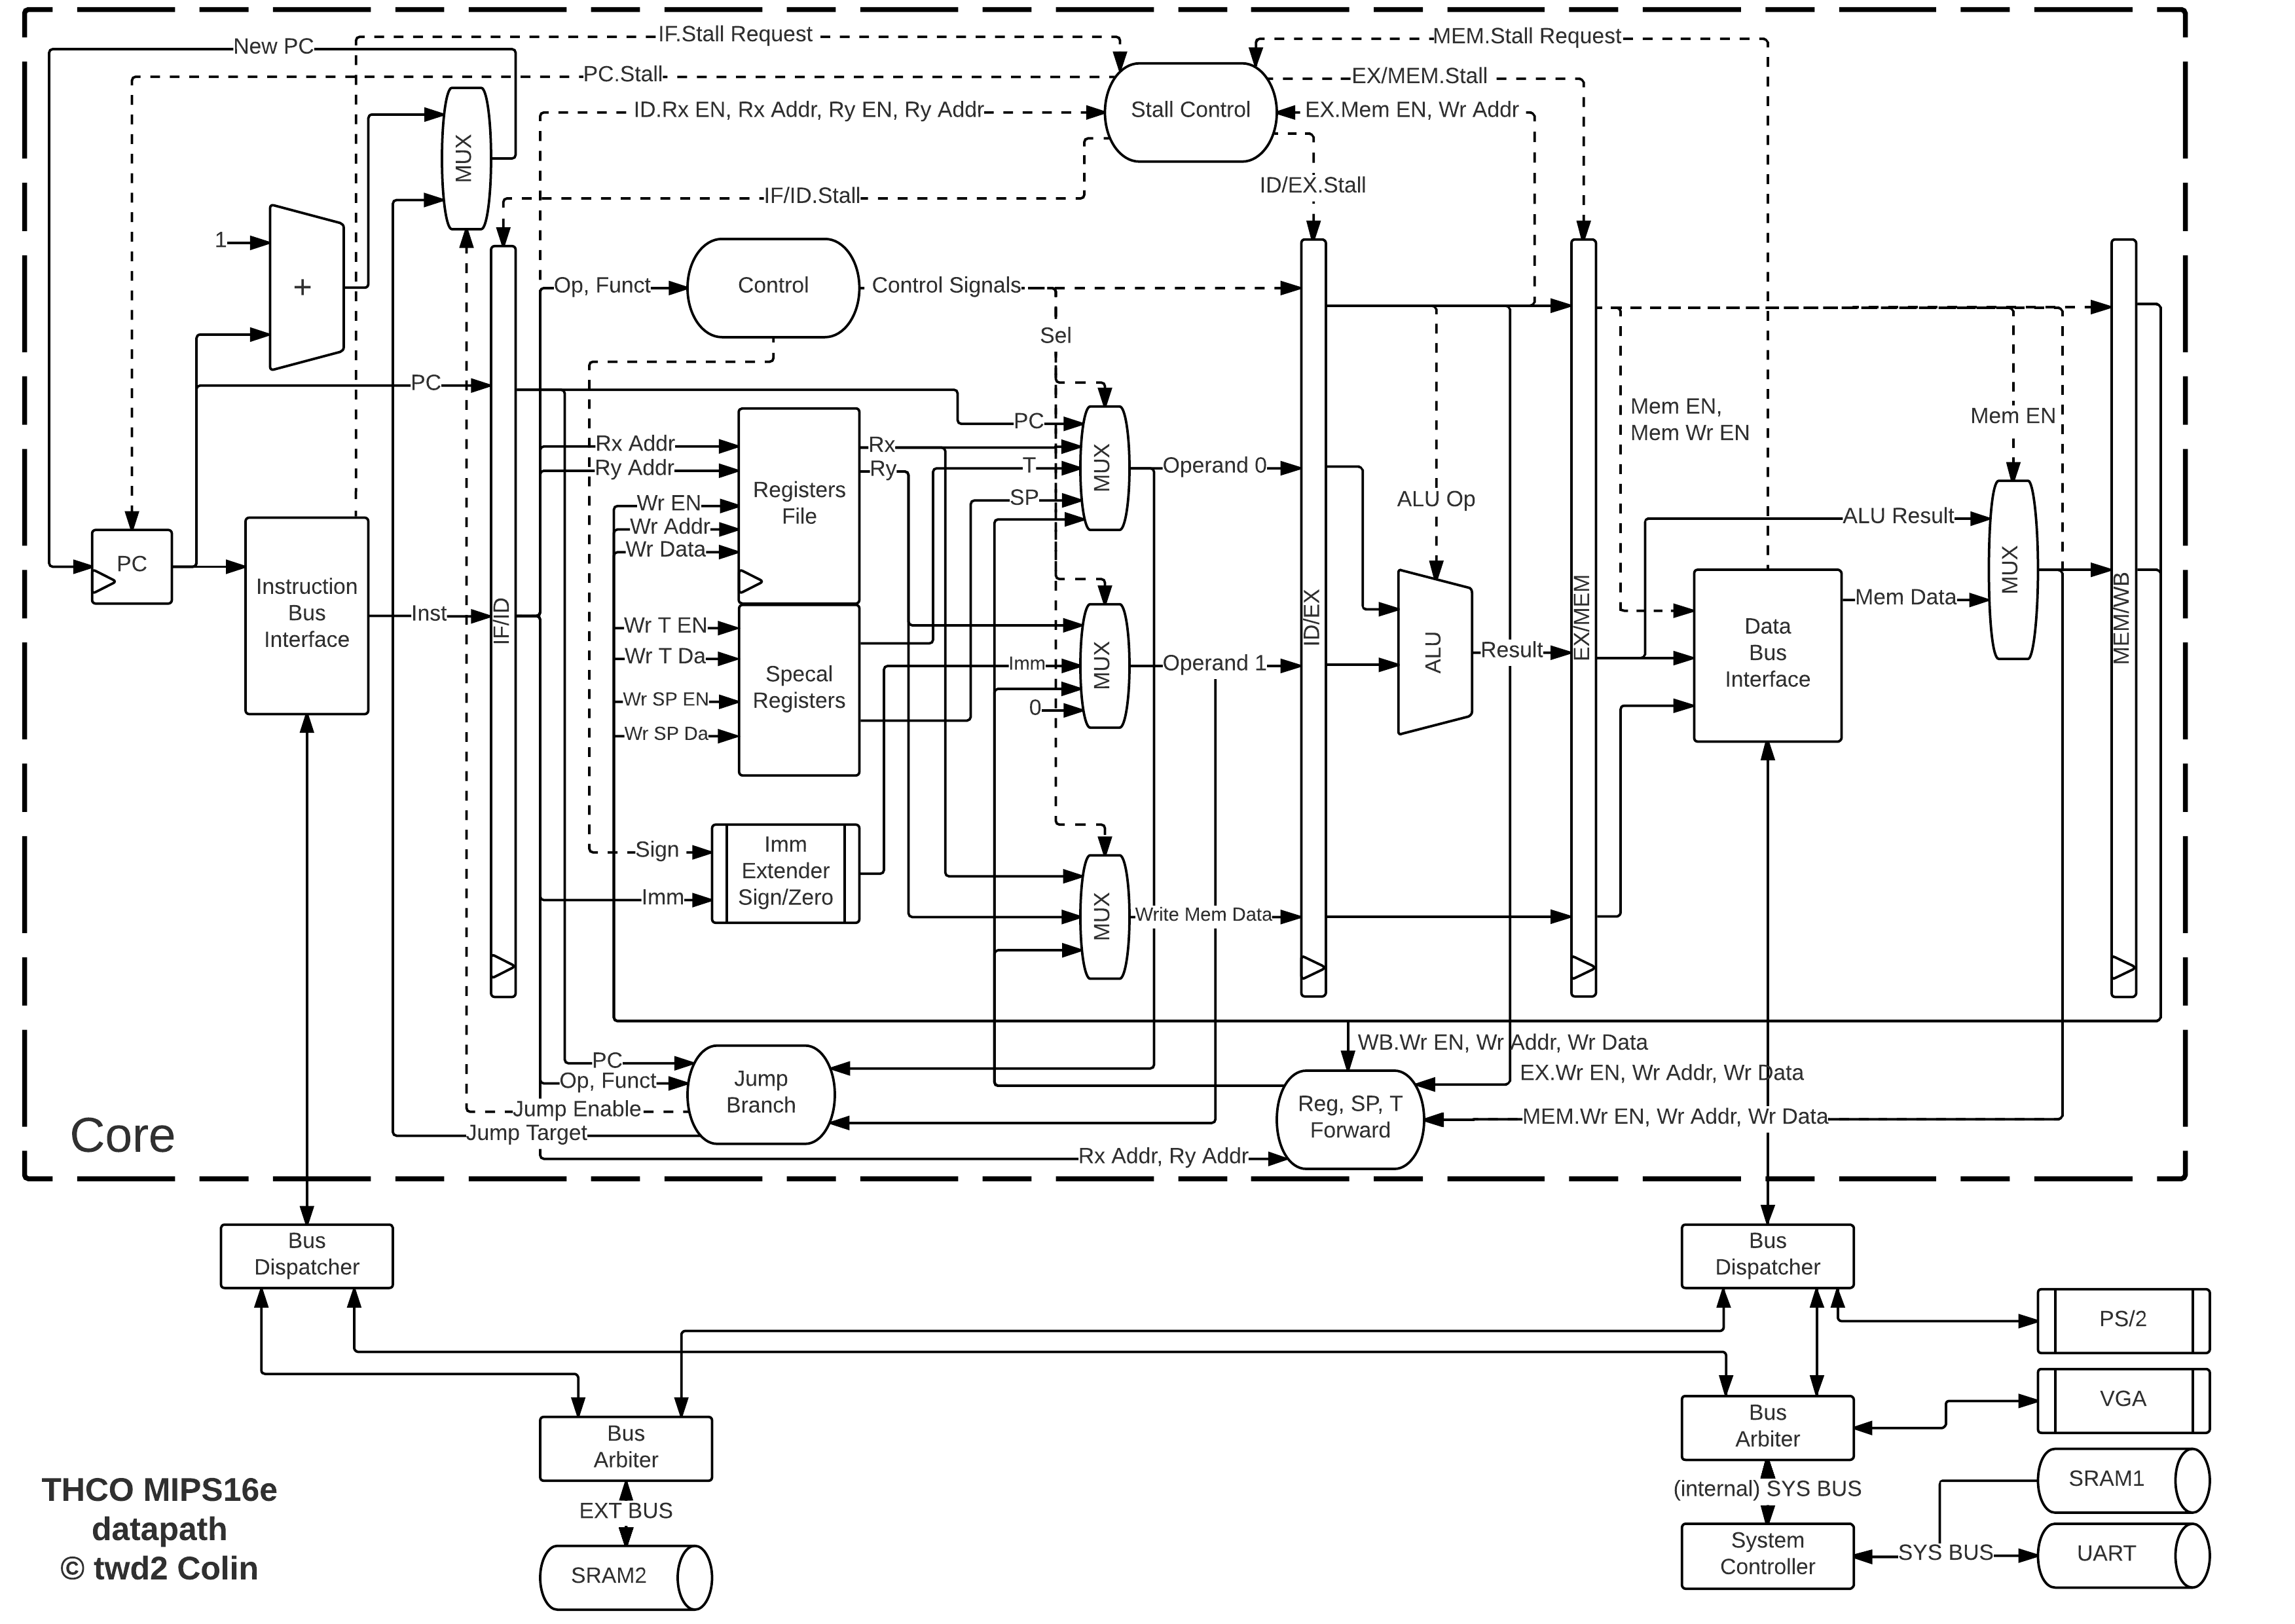 IF.Stall Request
MEM.Stall Request
New PC
PC.Stall
EX/MEM.Stall
ID.Rx EN, Rx Addr, Ry EN, Ry Addr
Stall Control
EX.Mem EN, Wr Addr
MUX
IF/ID.Stall
ID/EX.Stall
1
+
Op, Funct
Control
Control Signals
Sel
PC
PC
Mem EN,
Mem Wr EN
Mem EN
Rx Addr
Ry Addr
Registers
File
Rx
Ry
T
SP
MUX
Operand 0
ALU Op
Wr EN
Wr Addr
Wr Data
ALU Result
PC
Instruction
Bus
Interface
Inst
IF/ID
Wr T EN
Wr T Da
Wr SP EN
Wr SP Da
Specal
Registers
Imm
0
MUX
Operand 1
ID/EX
ALU
Result
EX/MEM
Data
Bus
Interface
Mem Data
MUX
MEM/WB
Sign
Imm
Imm
Extender
Sign/Zero
MUX
Write Mem Data
WB.Wr EN, Wr Addr, Wr Data
EX.Wr EN, Wr Addr, Wr Data
MEM.Wr EN, Wr Addr, Wr Data
PC
Op, Funct
Jump Enable
Jump Target
Jump
Branch
Reg, SP, T
Forward
Rx Addr, Ry Addr
Core
Bus
Dispatcher
Bus
Dispatcher
PS/2
VGA
Bus
Arbiter
Bus
Arbiter
(internal) SYS BUS
SRAM1
EXT BUS
System
Controller
SYS BUS
UART
SRAM2
THCO MIPS16e
datapath
© twd2 Colin